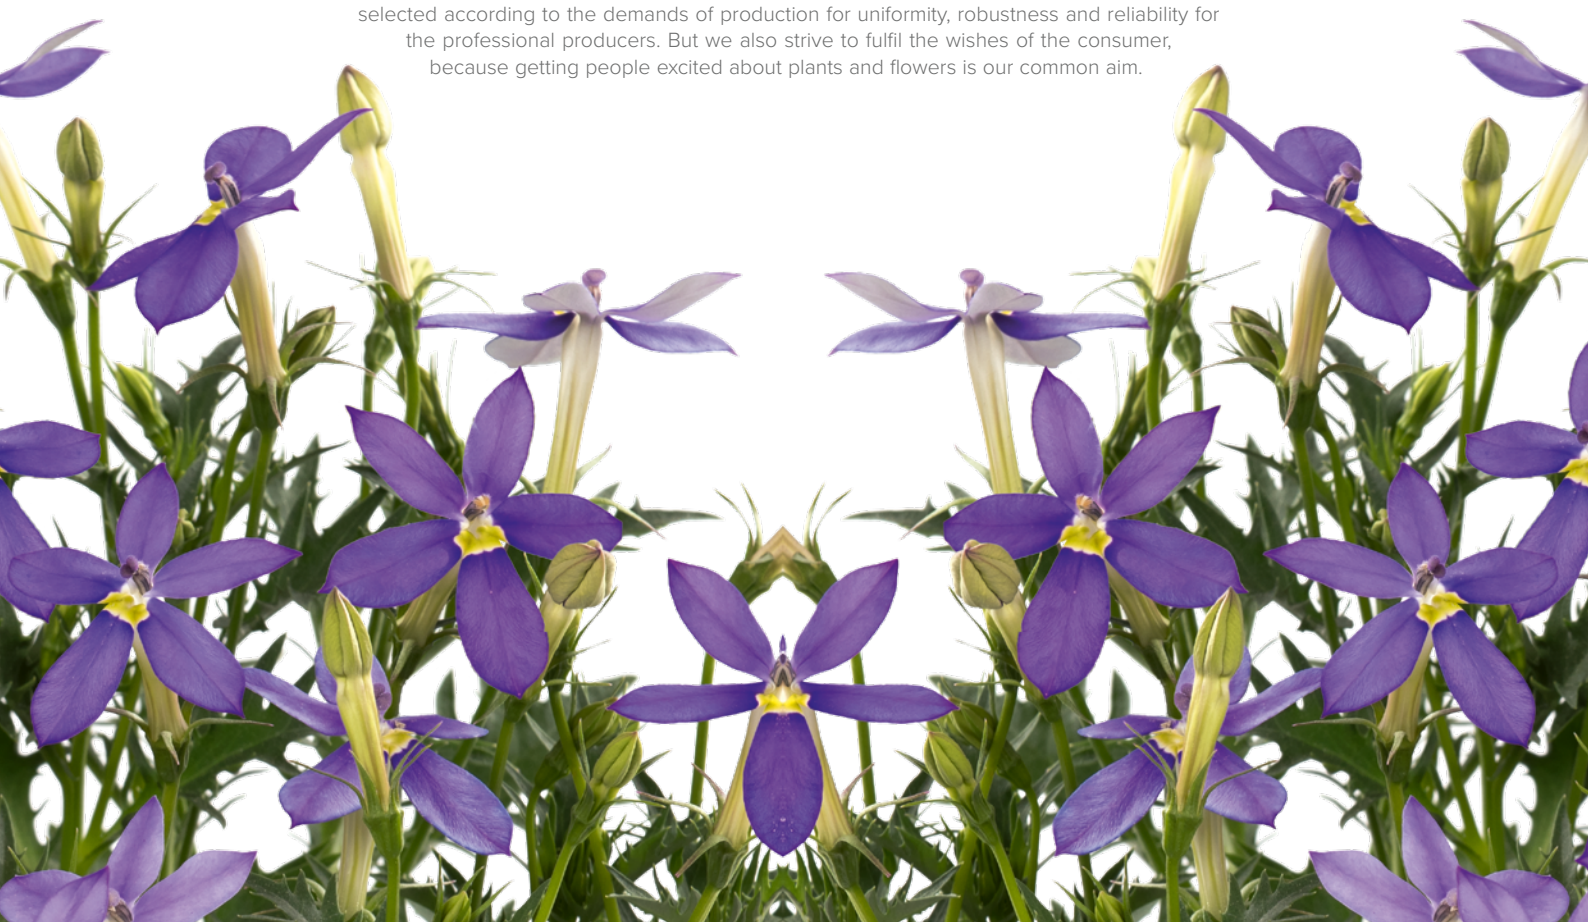 selected according to the demands of production for uniformity, robustness and reliability for
the professional producers. But we also strive to fulfil the wishes of the consumer,
because getting people excited about plants and flowers is our common aim.